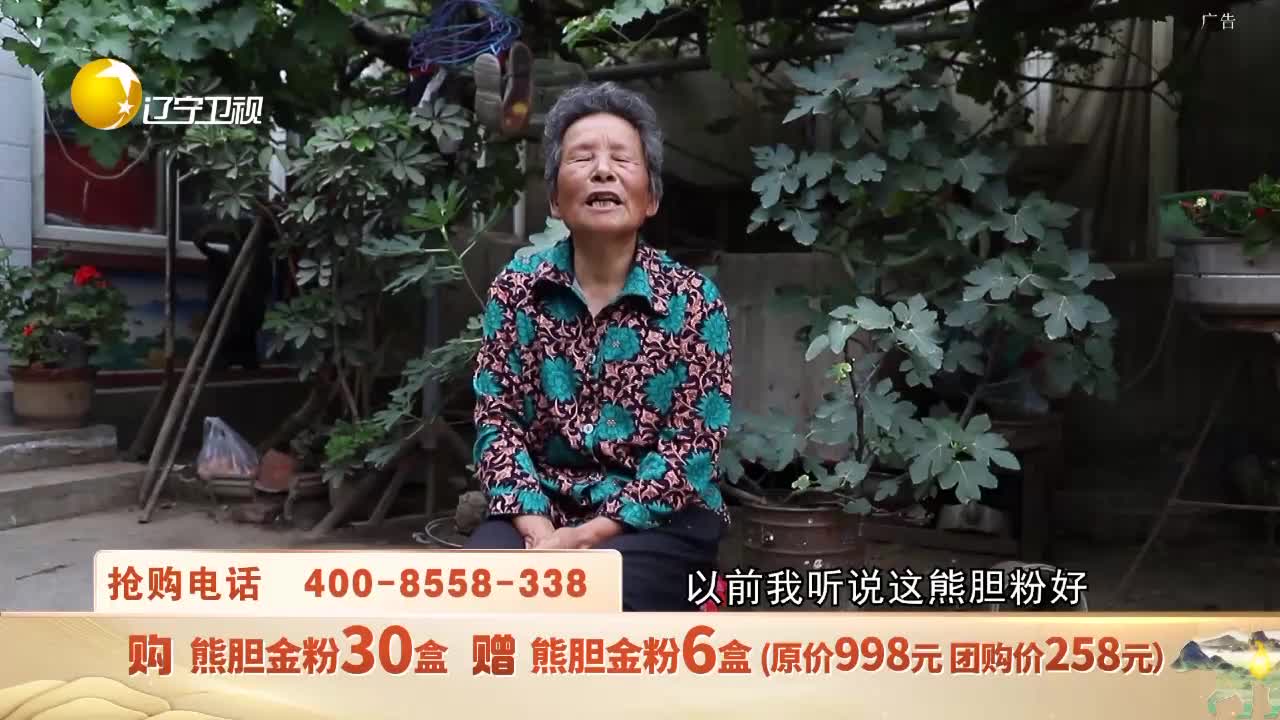 广告
辽宁卫视
抢购电话 400-8558-338
以前我听说这熊胆粉好
购 熊胆金粉30盒 赠 熊胆金粉6盒 (原价998元 团购价258元)